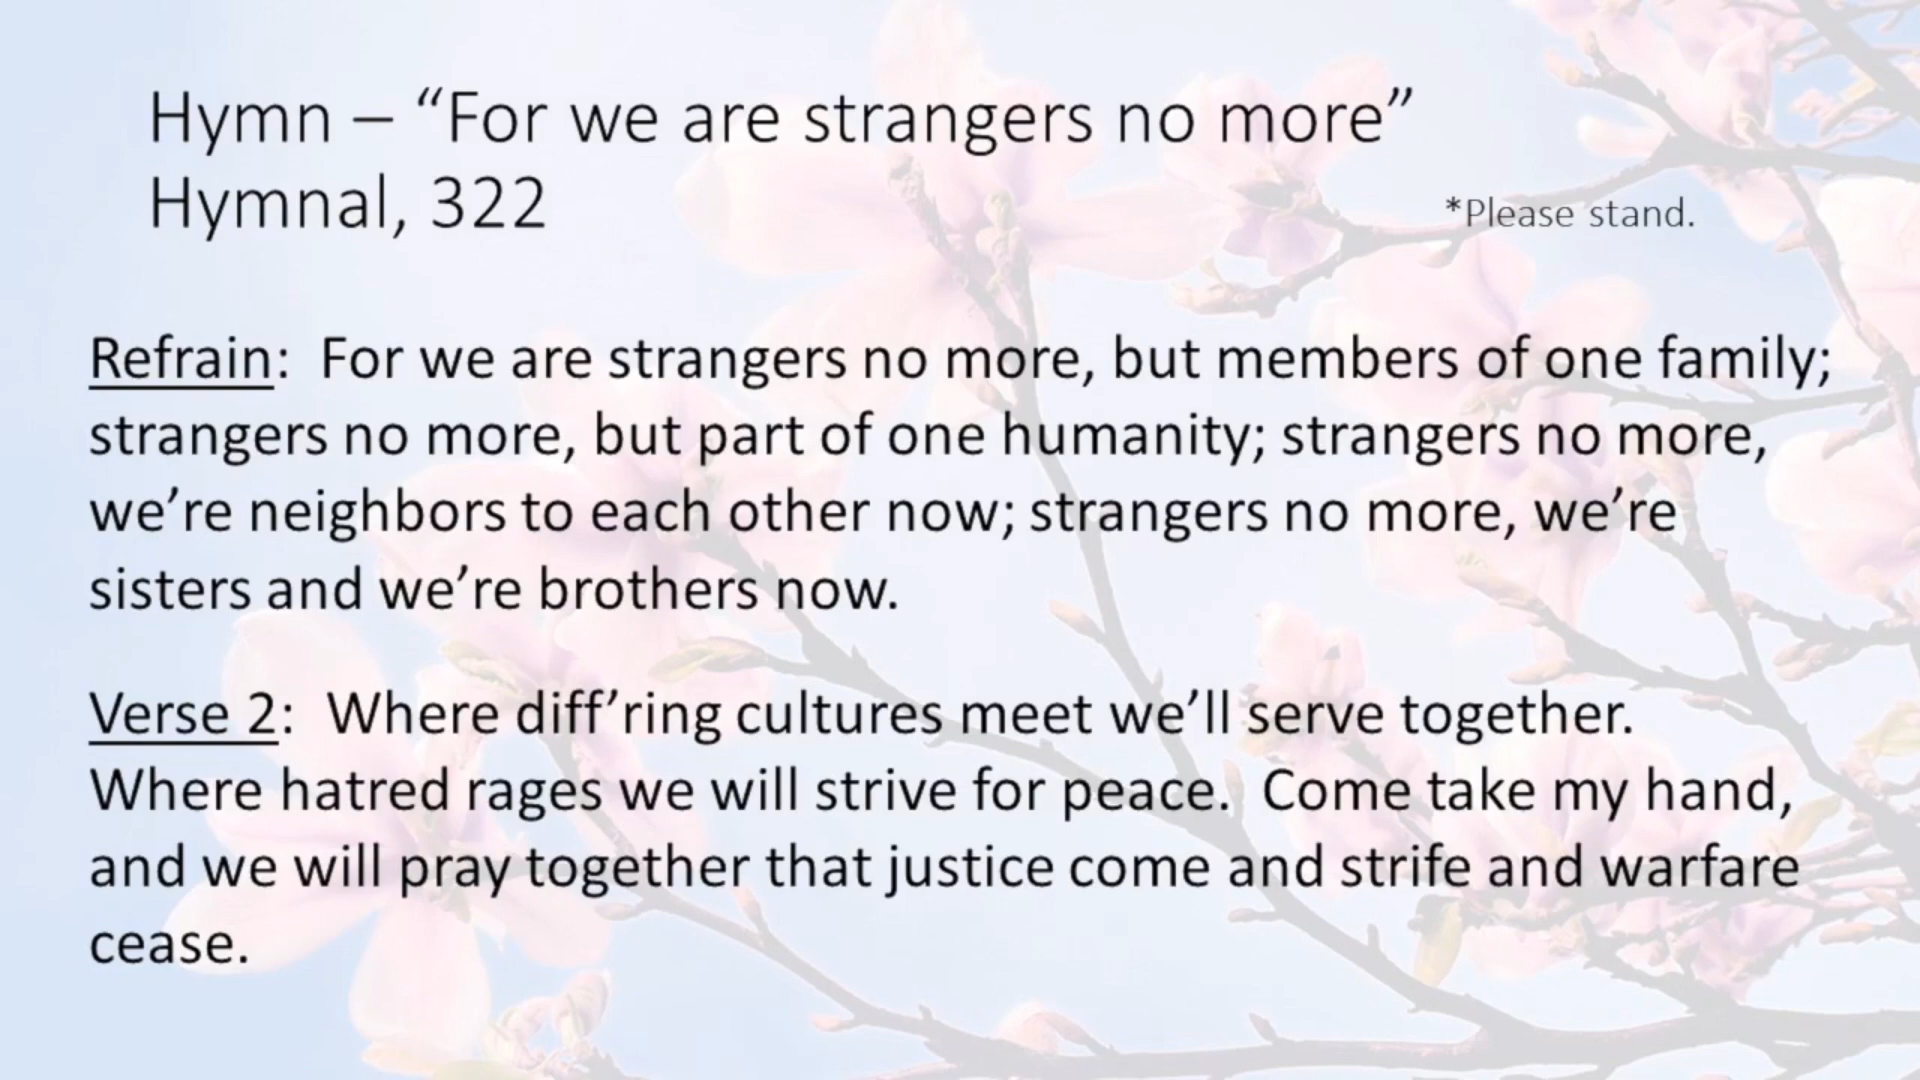 Hymn – “For we are strangers no more”
Hymnal, 322
*Please stand.
Refrain:  For we are strangers no more, but members of one family;
strangers no more, but part of one humanity; strangers no more,
we’re neighbors to each other now; strangers no more, we’re
sisters and we’re brothers now.
Verse 2:  Where diff’ring cultures meet we’ll serve together.
Where hatred rages we will strive for peace.  Come take my hand,
and we will pray together that justice come and strife and warfare
cease.